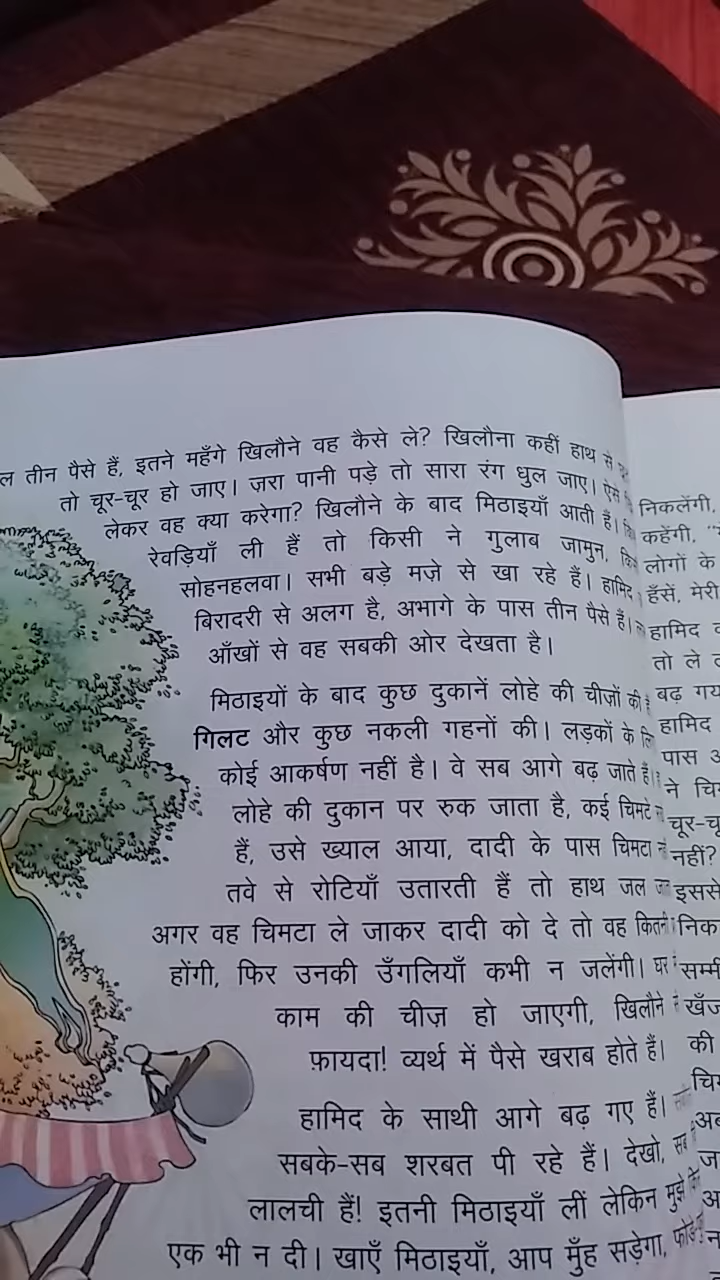 तीन पैसे हैं, इतने महँगे खिलौने वह कैसे ले? खिलौना कहीं हाथ से
तो चूर-चूर हो जाए। ज़रा पानी पड़े तो सारा रंग धुल जाए। ऐसे
लेकर वह क्या करेगा? खिलौने के बाद मिठाइयाँ आती हैं।
रेवड़ियाँ ली हैं तो किसी ने गुलाब जामुन,
सोहनहलवा। सभी बड़े मज़े से खा रहे हैं। हामिद
बिरादरी से अलग है, अभागे के पास तीन पैसे हैं।
आँखों से वह सबकी ओर देखता है।
मिठाइयों के बाद कुछ दुकानें लोहे की चीज़ों की
गिलट और कुछ नकली गहनों की। लड़कों के
कोई आकर्षण नहीं है। वे सब आगे बढ़ जाते हैं।
लोहे की दुकान पर रुक जाता है, कई चिमटे
हैं, उसे ख्याल आया, दादी के पास चिमटा
तवे से रोटियाँ उतारती हैं तो हाथ जल
अगर वह चिमटा ले जाकर दादी को दे तो वह कितनी
होंगी, फिर उनकी उँगलियाँ कभी न जलेंगी। घर
काम की चीज़ हो जाएगी, खिलौने
फ़ायदा! व्यर्थ में पैसे खराब होते हैं।
हामिद के साथी आगे बढ़ गए हैं।
सबके-सब शरबत पी रहे हैं। देखो, सब
लालची हैं! इतनी मिठाइयाँ लीं लेकिन मुझे
एक भी न दी। खाएँ मिठाइयाँ, आप मुँह सड़ेगा,
निकलेंगी,
कहेंगी,
लोगों के
हँसें, मेरी
हामिद
तो ले
बढ़
हामिद
पास
ने
चूर-चू
नहीं?
इससे
की